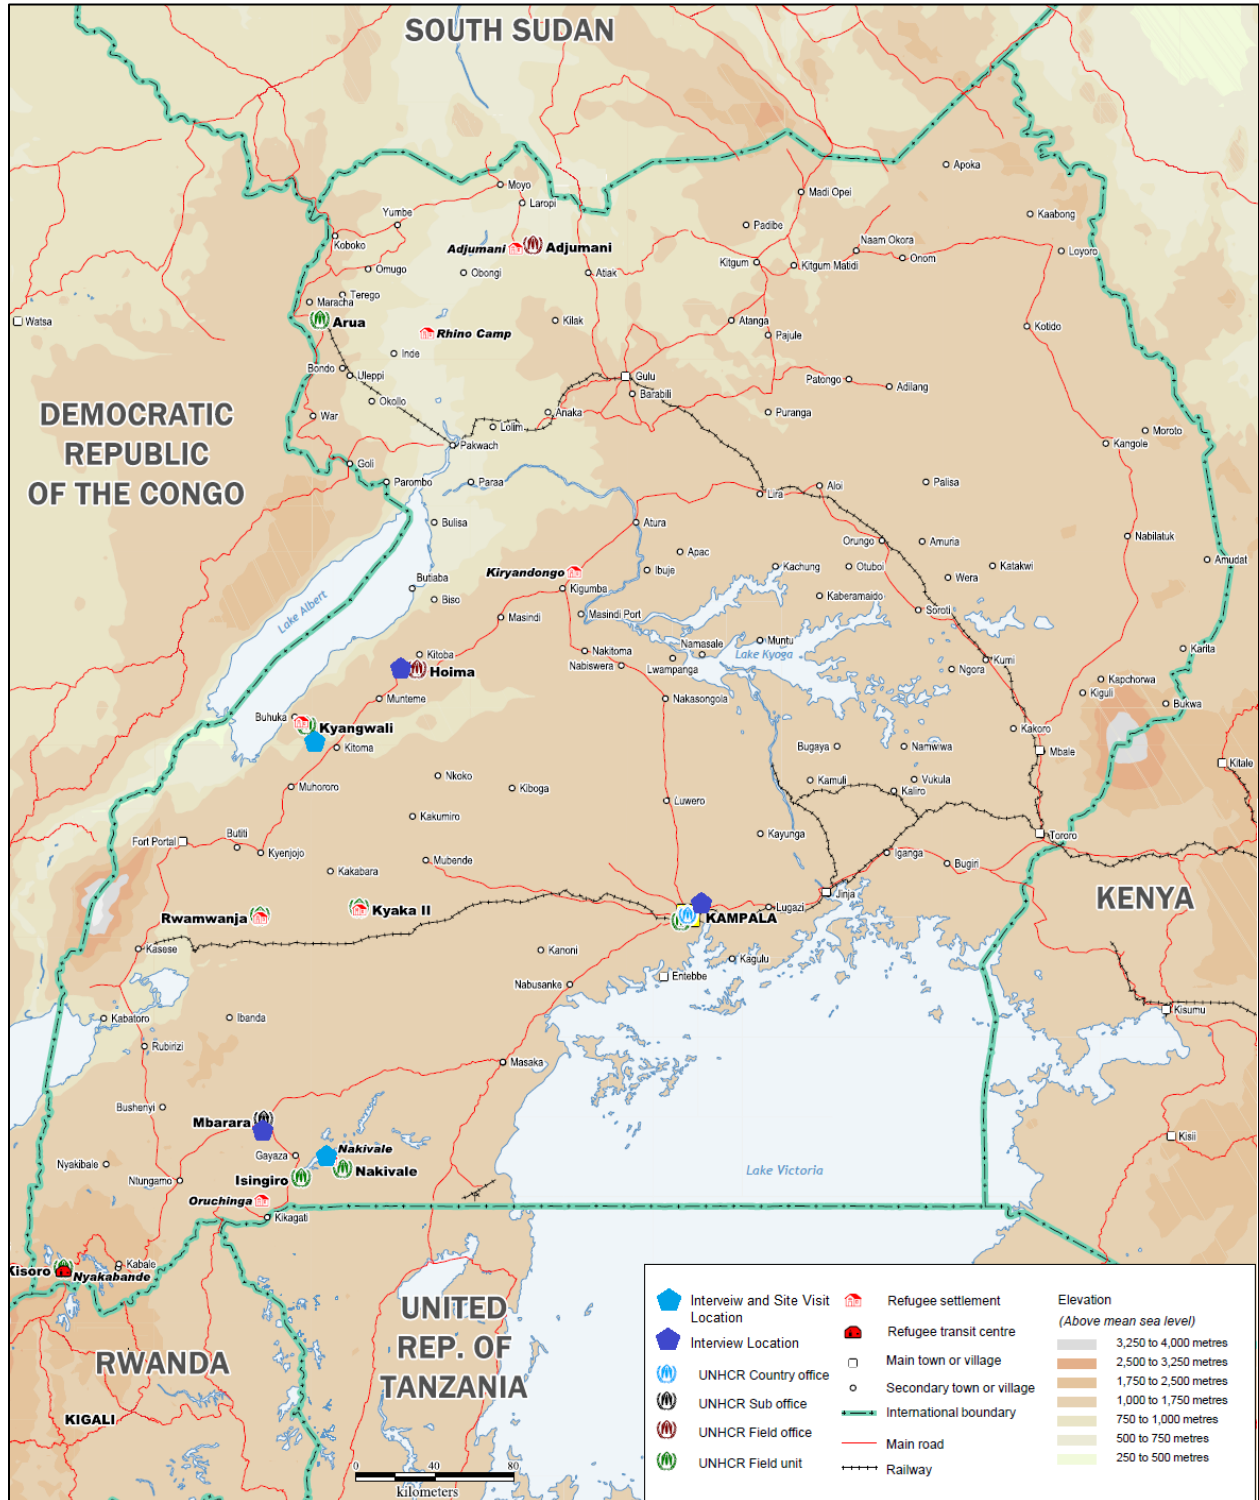 SOUTH SUDAN
Apoka
Moyo
Madi Opei
Laropi
Kaabong
Yumbe
Padibe
Koboko
Adjumani
Adjumani
Naam Okora
Loyoro
Kitgum
Kitgum Matidi
Onom
Omugo
Obongi
Atiak
Terego
Maracha
Watsa
Arua
Rhino Camp
Kilak
Atanga
Kotido
Pajule
Inde
Bondo
Uleppi
Gulu
Patongo
Adilang
Barabili
Okollo
DEMOCRATIC
REPUBLIC
OF THE CONGO
War
Anaka
Puranga
Lolim
Moroto
Pakwach
Kangole
Goli
Parombo
Paraa
Aloi
Palisa
Lira
Bulisa
Atura
Nabilatuk
Orungo
Amuria
Apac
Amudat
Kiryandongo
Ibuje
Kachung
Otuboi
Katakwi
Wera
Butiaba
Kigumba
Biso
Kaberamaido
Lake Albert
Masindi
Masindi Port
Soroti
Namasale
Muntu
Kitoba
Nakitoma
Lake Kyoga
Karita
Nabiswera
Lwampanga
Kumi
Hoima
Ngora
Kapchorwa
Munteme
Nakasongola
Kiguli
Bukwa
Buhuka
Kyangwali
Kakoro
Kitoma
Bugaya
Namwiwa
Mbale
Kitale
Nkoko
Kamuli
Vukula
Muhororo
Kiboga
Kaliro
Luwero
Kakumiro
Fort Portal
Butiti
Kayunga
Tororo
Kyenjojo
Iganga
Mubende
Bugiri
Kakabara
Jinja
KENYA
Rwamwanja
Kyaka II
Lugazi
KAMPALA
Kasese
Kanoni
Kagulu
Entebbe
Nabusanke
Kabatoro
Ibanda
Kisumu
Rubirizi
Masaka
Bushenyi
Mbarara
Kisii
Nakivale
Gayaza
Nyakibale
Nakivale
Lake Victoria
Isingiro
Ntungamo
Oruchinga
Kikagati
Kabale
Kisoro
Nyakabande
UNITED
REP. OF
TANZANIA
RWANDA
KIGALI
0 40 80
kilometers
Interveiw and Site Visit
Location
Interview Location
UNHCR Country office
UNHCR Sub office
UNHCR Field office
UNHCR Field unit
Refugee settlement
Refugee transit centre
Main town or village
Secondary town or village
International boundary
Main road
Railway
Elevation
(Above mean sea level)
3,250 to 4,000 metres
2,500 to 3,250 metres
1,750 to 2,500 metres
1,000 to 1,750 metres
750 to 1,000 metres
500 to 750 metres
250 to 500 metres